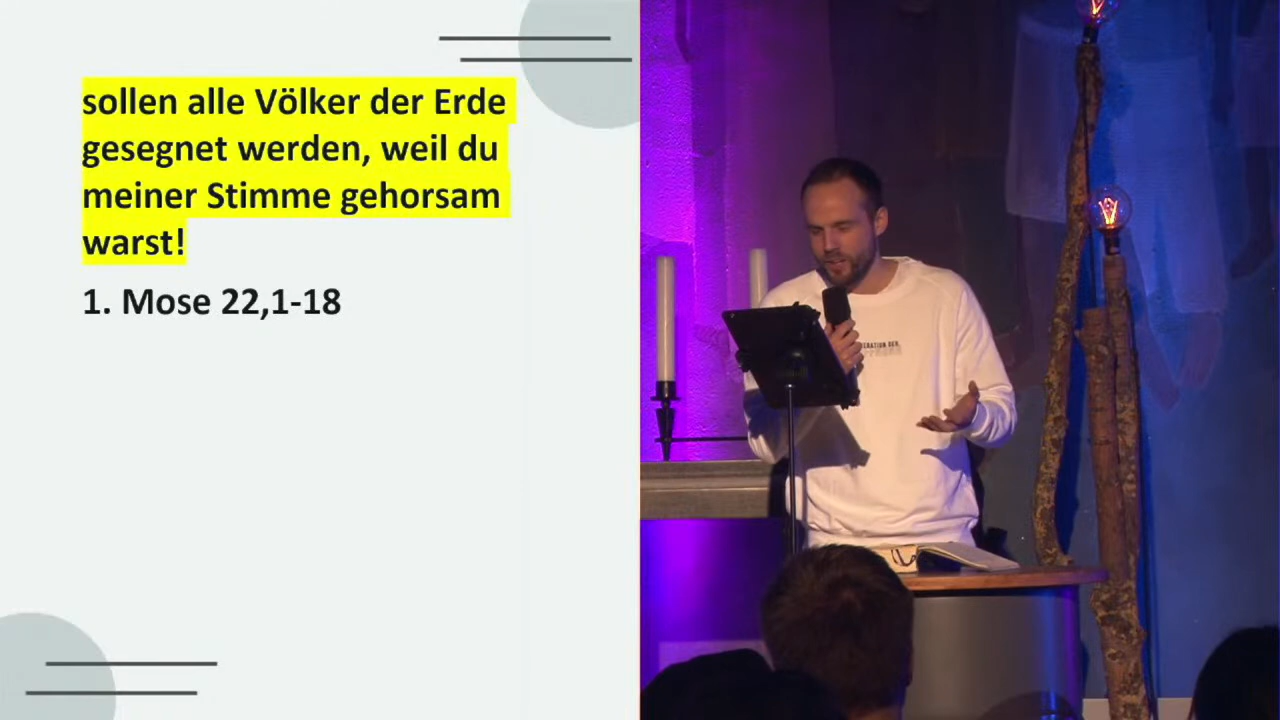 sollen alle Völker der Erde
gesegnet werden, weil du
meiner Stimme gehorsam
warst!
1. Mose 22,1-18